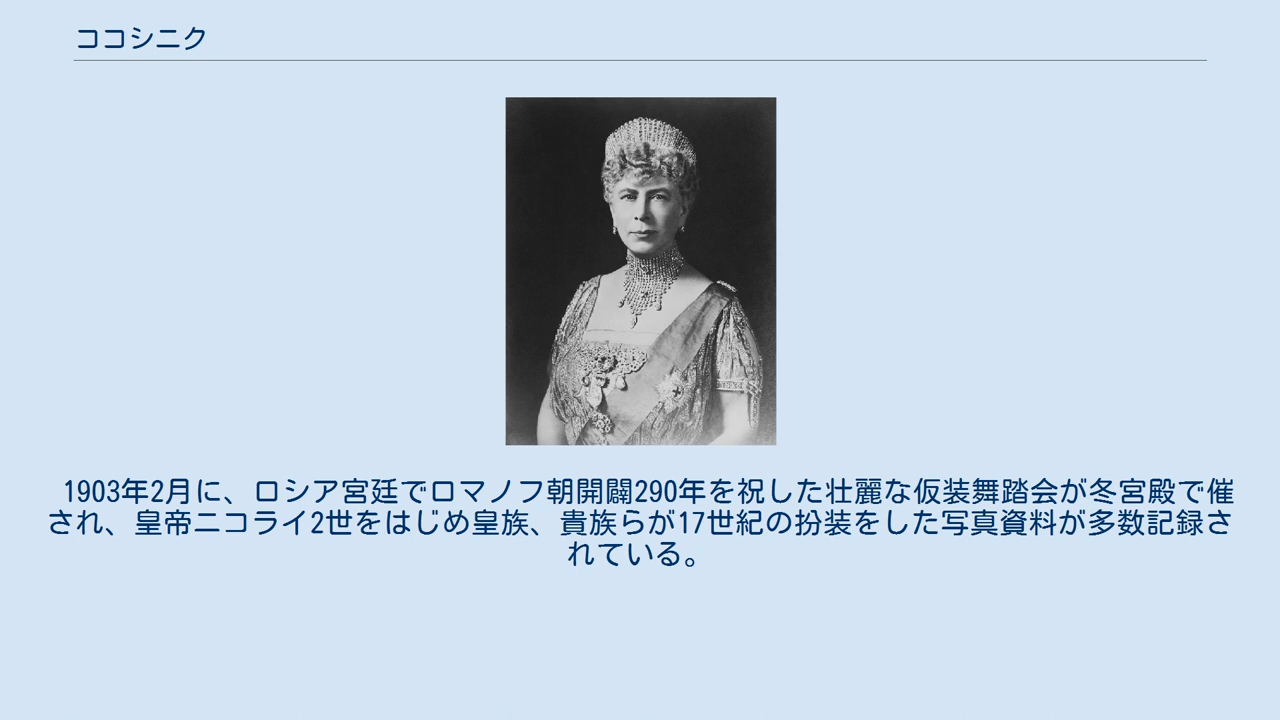 ココシニク
1903年2月に、ロシア宮廷でロマノフ朝開闢290年を祝した壮麗な仮装舞踏会が冬宮殿で催
され、皇帝ニコライ2世をはじめ皇族、貴族らが17世紀の扮装をした写真資料が多数記録さ
れている。